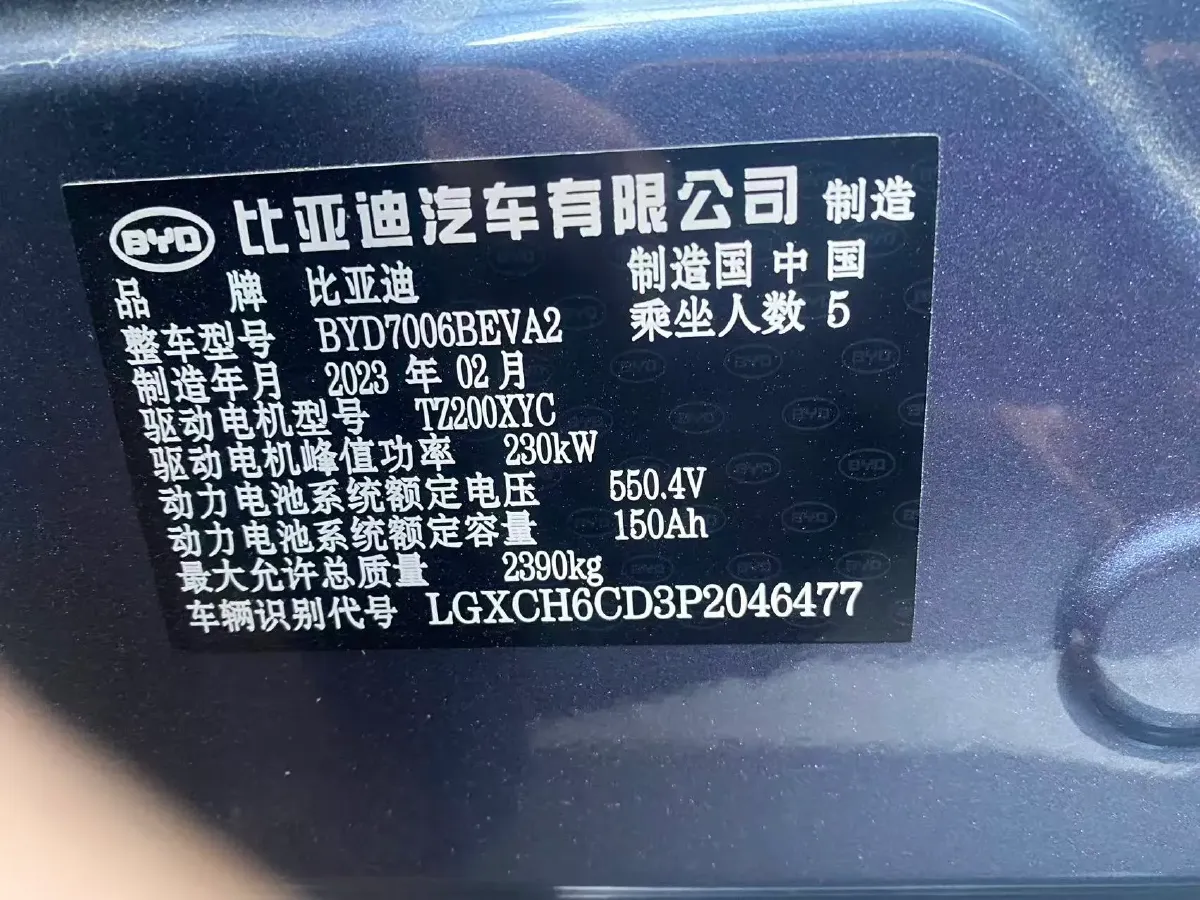 BYD 比亚迪汽车有限公司 制造
品 牌 比亚迪 制造国 中国
整车型号 BYD7006BEVA2 乘坐人数 5
制造年月 2023 年 02 月
驱动电机型号 TZ200XYC
驱动电机峰值功率 230kW
动力电池系统额定电压 550.4V
动力电池系统额定容量 150Ah
最大允许总质量 2390kg
车辆识别代号 LGXCH6CD3P2046477